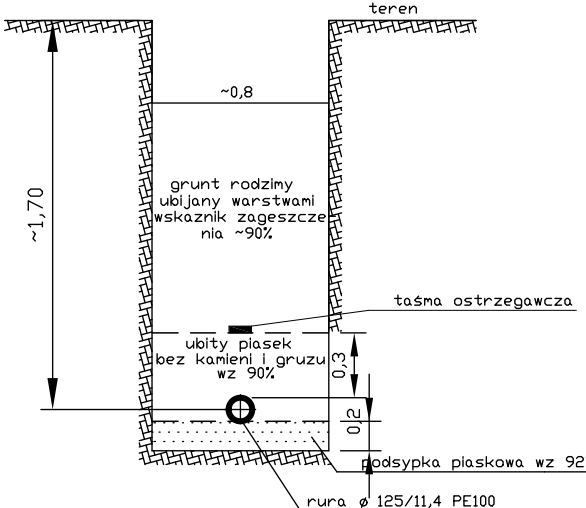 teren
~0,8
~1,70
grunt rodzimy
ubijany warstwami
wskaznik zageszcze
nia ~90%
taśma ostrzegawcza
ubity piasek
bez kamieni i gruzu
wz 90%
0,3
0,2
podsypka piaskowa wz 92
rura ø 125/11,4 PE100